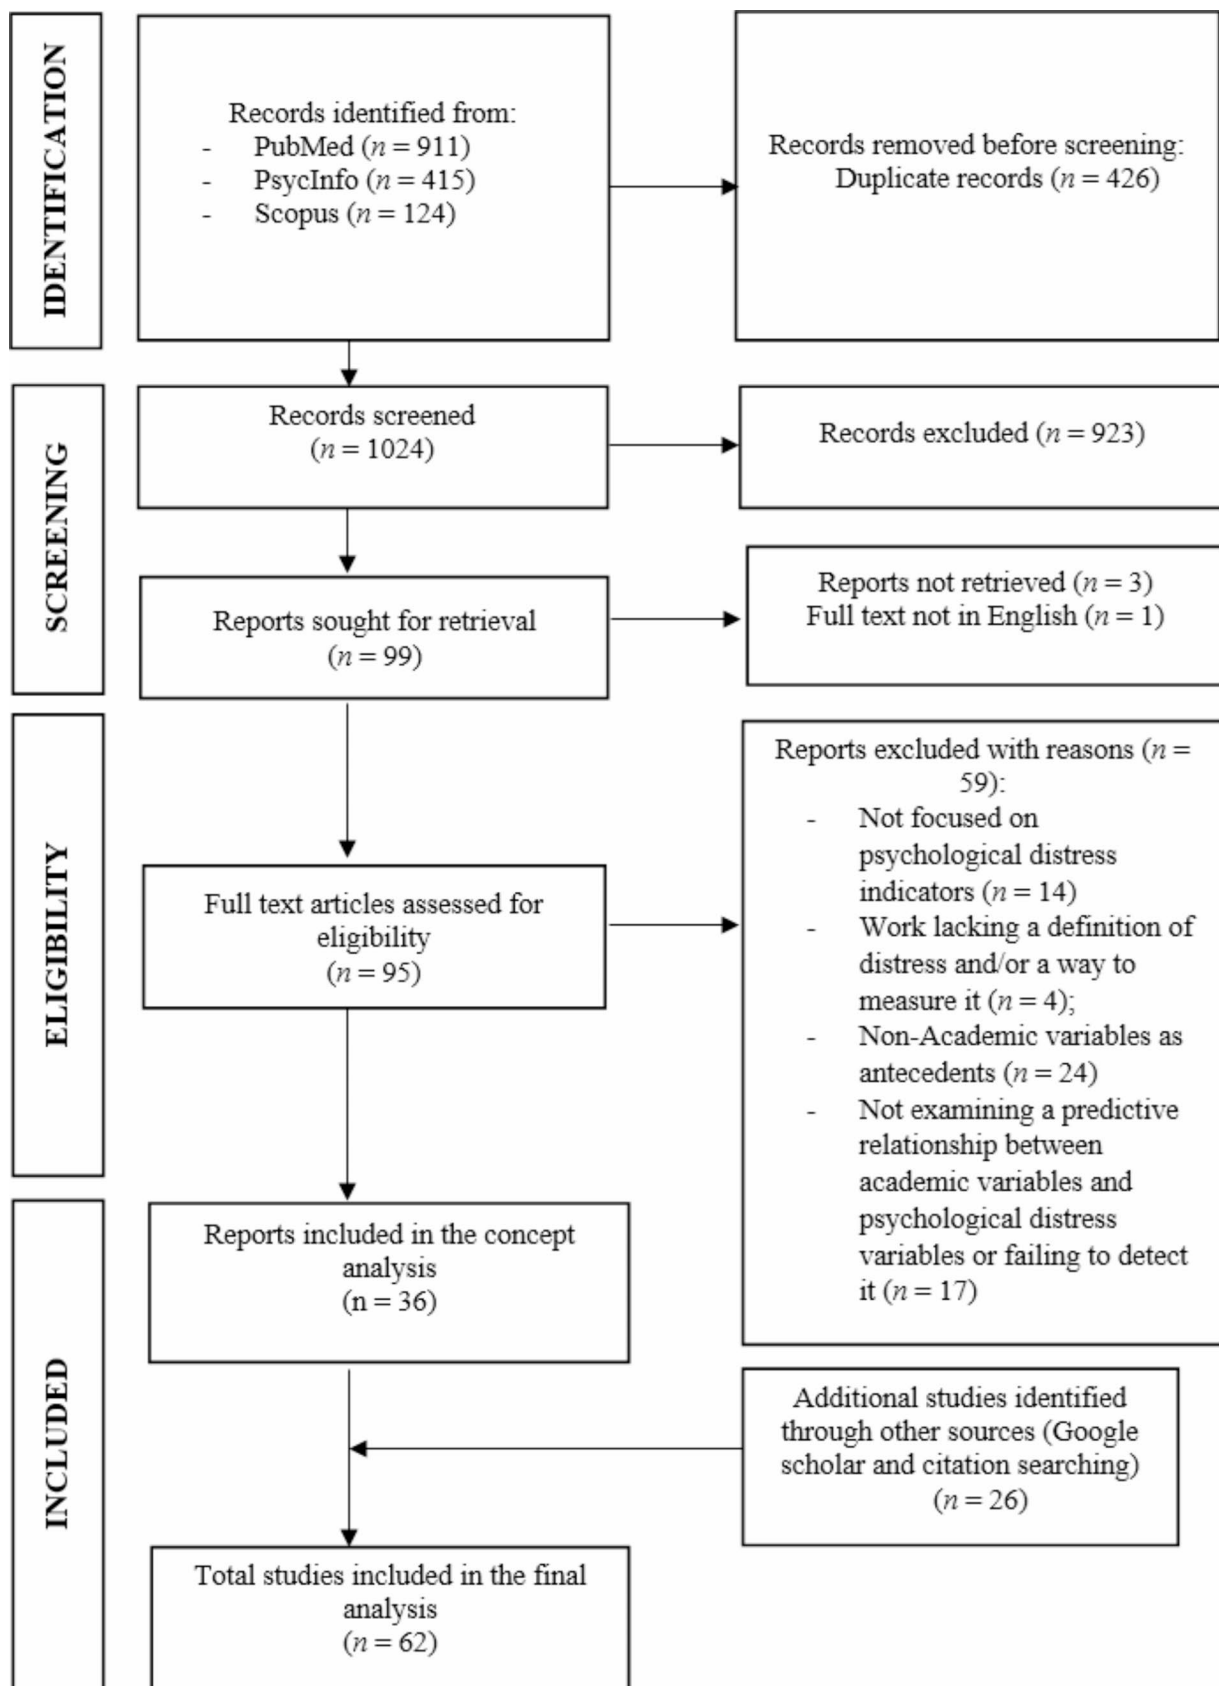 IDENTIFICATION
Records identified from:
- PubMed (n = 911)
- PsycInfo (n = 415)
- Scopus (n = 124)
Records removed before screening:
Duplicate records (n = 426)
SCREENING
Records screened
(n = 1024)
Records excluded (n = 923)
Reports sought for retrieval
(n = 99)
Reports not retrieved (n = 3)
Full text not in English (n = 1)
ELIGIBILITY
Full text articles assessed for
eligibility
(n = 95)
Reports excluded with reasons (n =
59):
- Not focused on
psychological distress
indicators (n = 14)
- Work lacking a definition of
distress and/or a way to
measure it (n = 4);
- Non-Academic variables as
antecedents (n = 24)
- Not examining a predictive
relationship between
academic variables and
psychological distress
variables or failing to detect
it (n = 17)
INCLUDED
Reports included in the concept
analysis
(n = 36)
Additional studies identified
through other sources (Google
scholar and citation searching)
(n = 26)
Total studies included in the final
analysis
(n = 62)